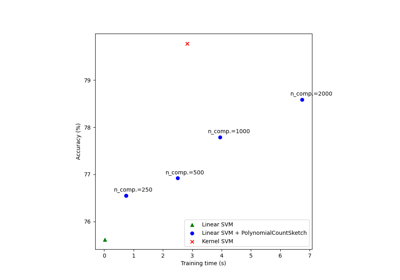 79
78
77
76
Accuracy (%)
n_comp.=2000
n_comp.=1000
n_comp.=500
n_comp.=250
Linear SVM
Linear SVM + PolynomialCountSketch
Kernel SVM
0 1 2 3 4 5 6 7
Training time (s)